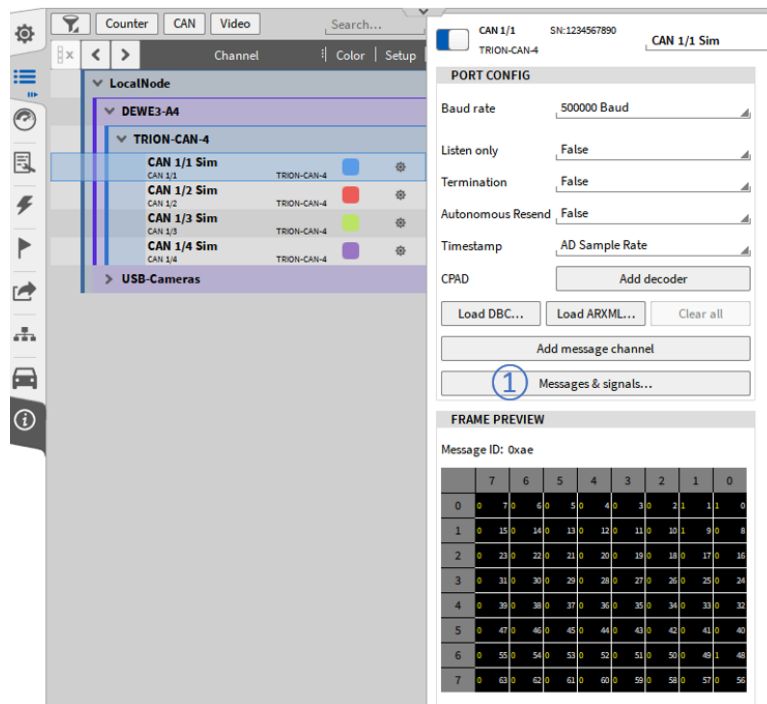 Counter CAN Video Search...
Channel Color Setup
LocalNode
DEWE3-A4
TRION-CAN-4
CAN 1/1 Sim
CAN 1/1 TRION-CAN-4
CAN 1/2 Sim
CAN 1/2 TRION-CAN-4
CAN 1/3 Sim
CAN 1/3 TRION-CAN-4
CAN 1/4 Sim
CAN 1/4 TRION-CAN-4
USB-Cameras
CAN 1/1 SN:1234567890
TRION-CAN-4
CAN 1/1 Sim
PORT CONFIG
Baud rate 500000 Baud
Listen only False
Termination False
Autonomous Resend False
Timestamp AD Sample Rate
CPAD Add decoder
Load DBC... Load ARXML... Clear all
Add message channel
1 Messages & signals...
FRAME PREVIEW
Message ID: 0xae
7 6 5 4 3 2 1 0
0 0 7 0 6 0 5 0 4 0 3 0 2 1 1 1 0
1 0 15 0 14 0 13 0 12 0 11 0 10 1 9 0 8
2 0 23 0 22 0 21 0 20 0 19 0 18 0 17 0 16
3 0 31 0 30 0 29 0 28 0 27 0 26 0 25 0 24
4 0 39 0 38 0 37 0 36 0 35 0 34 0 33 0 32
5 0 47 0 46 0 45 0 44 0 43 0 42 0 41 0 40
6 0 55 0 54 0 53 0 52 0 51 0 50 0 49 1 48
7 0 63 0 62 0 61 0 60 0 59 0 58 0 57 0 56